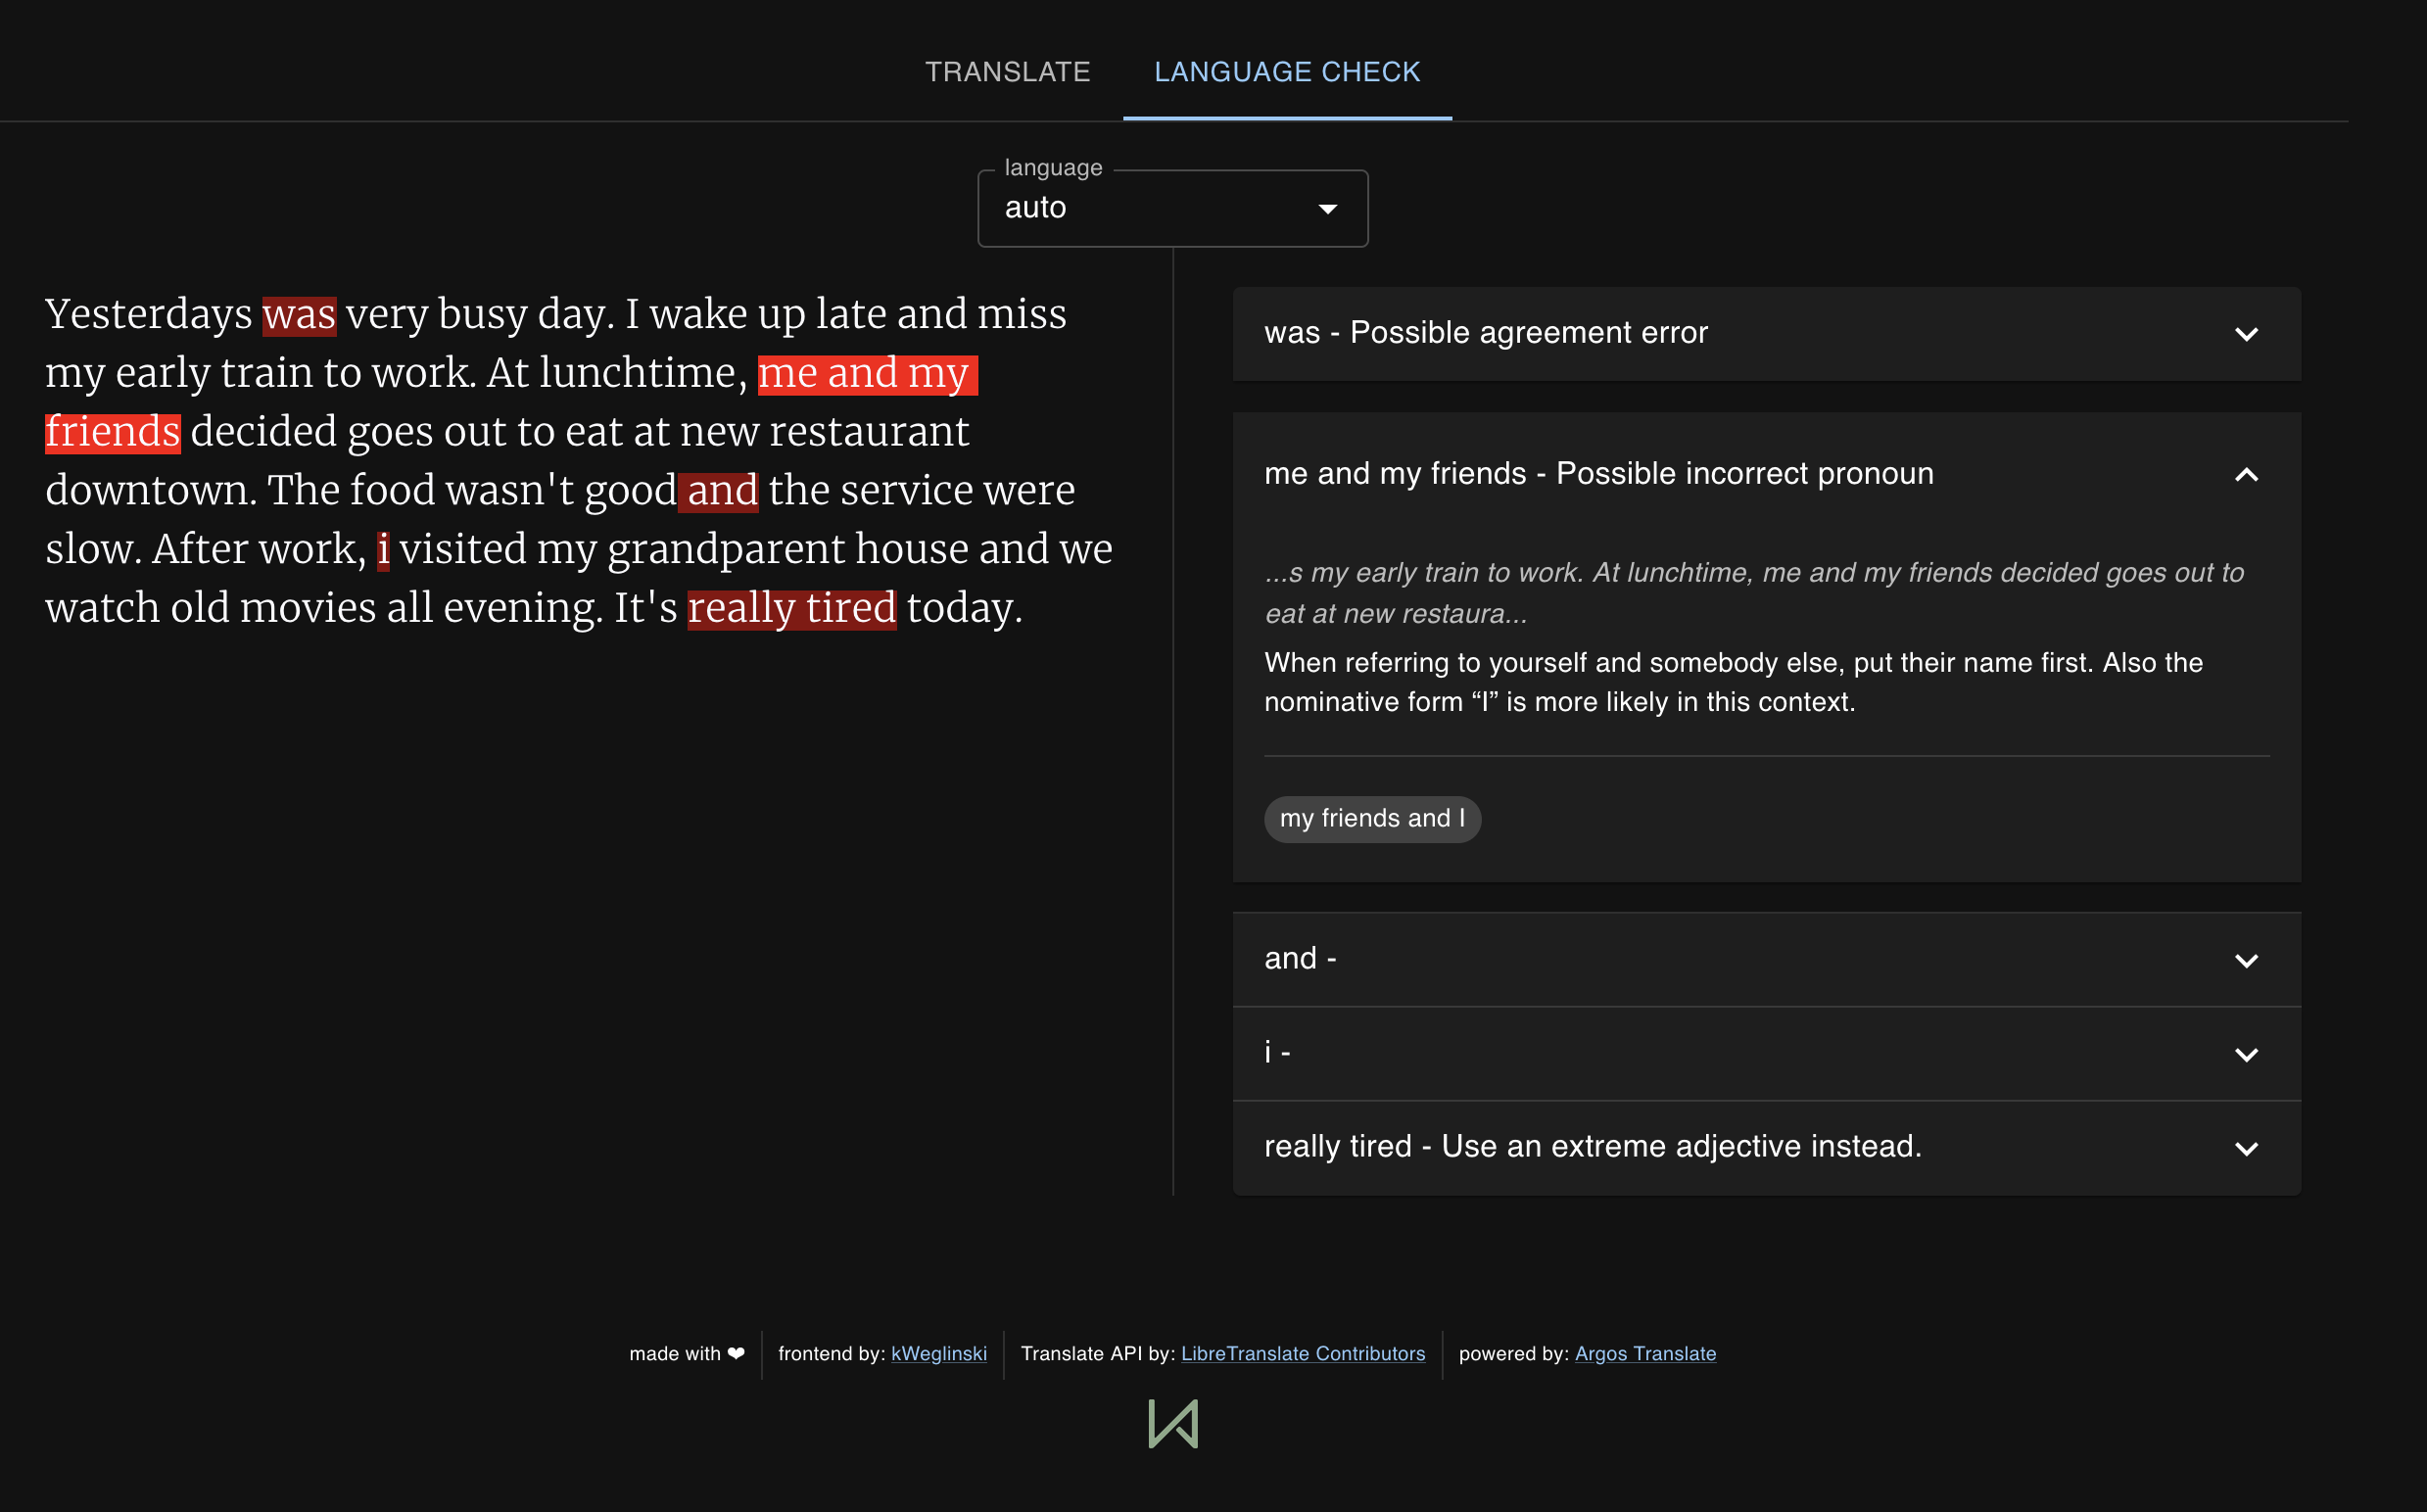 TRANSLATE
LANGUAGE CHECK
language
auto
Yesterdays was very busy day. I wake up late and miss
my early train to work. At lunchtime, me and my
friends decided goes out to eat at new restaurant
downtown. The food wasn't good and the service were
slow. After work, i visited my grandparent house and we
watch old movies all evening. It's really tired today.
was - Possible agreement error
me and my friends - Possible incorrect pronoun
...s my early train to work. At lunchtime, me and my friends decided goes out to
eat at new restaura...
When referring to yourself and somebody else, put their name first. Also the
nominative form “I” is more likely in this context.
my friends and I
and -
i -
really tired - Use an extreme adjective instead.
made with ❤
frontend by: kWeglinski
Translate API by: LibreTranslate Contributors
powered by: Argos Translate